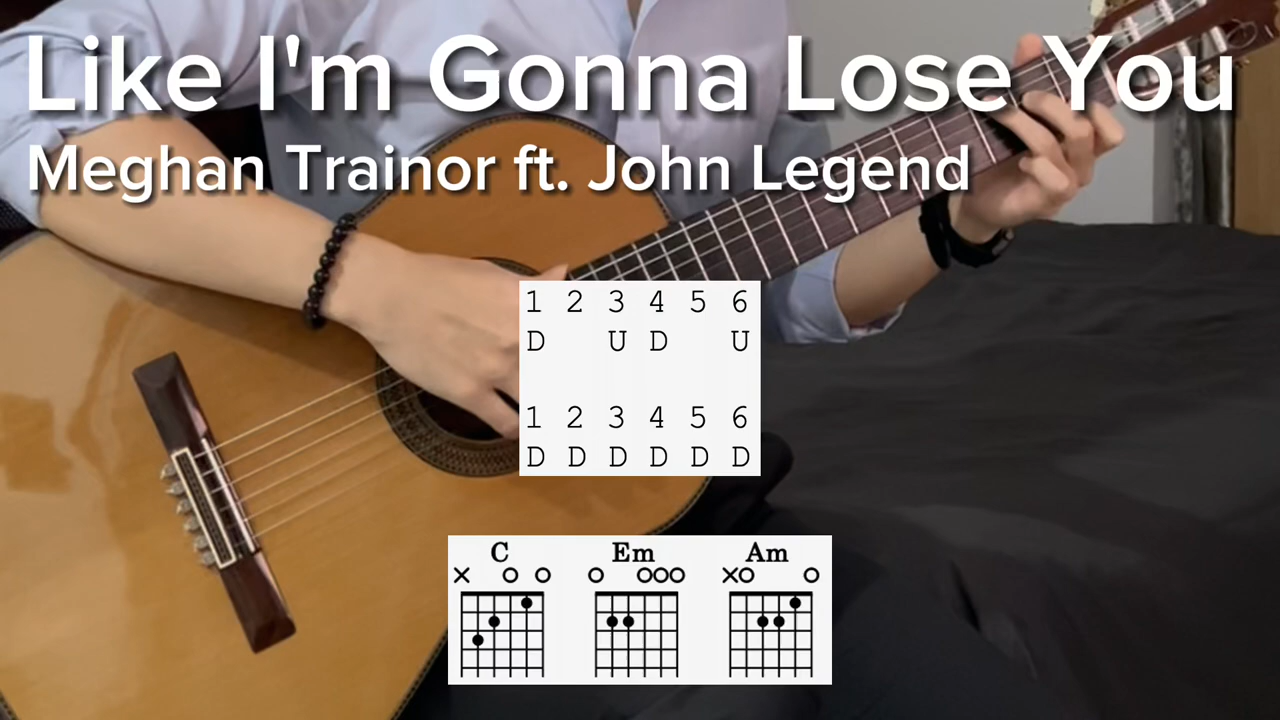 Like I'm Gonna Lose You
Meghan Trainor ft. John Legend
1 2 3 4 5 6
D U D U
1 2 3 4 5 6
D D D D D D
C Em Am